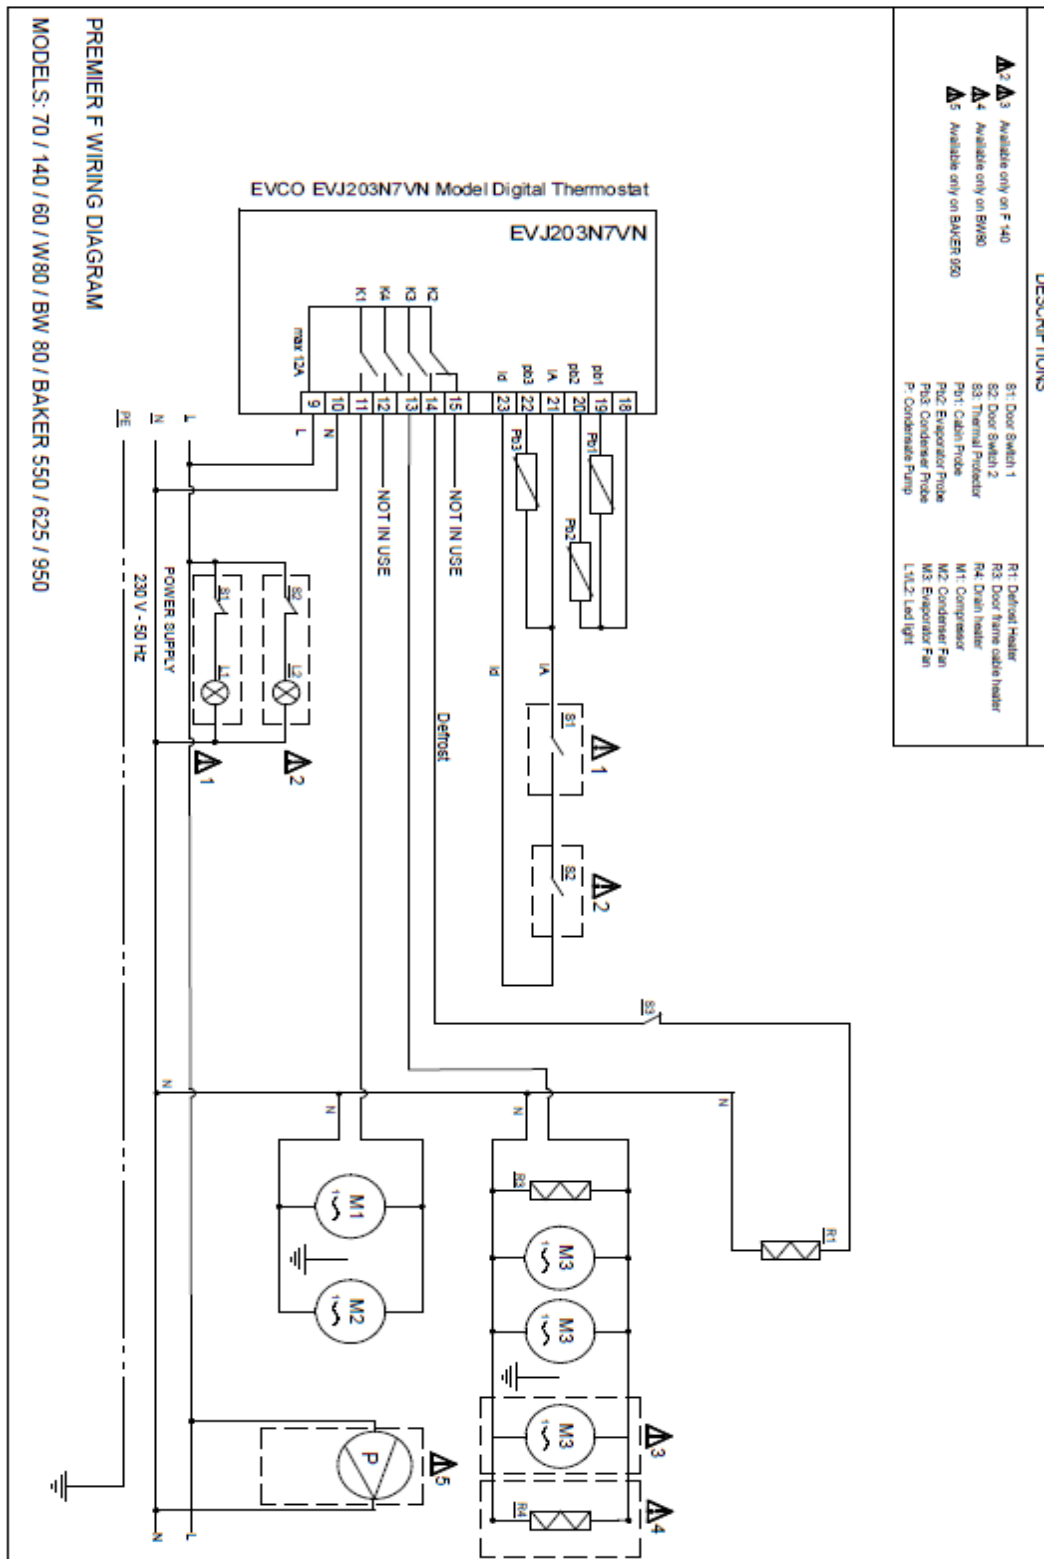 DESCRIPTIONS
S1: Door Switch 1
S2: Door Switch 2
S3: Thermal Protector
Pb1: Cabin Probe
Pb2: Evaporator Probe
Pb3: Condenser Probe
P: Condensate Pump
R1: Defrost Heater
R3: Door frame cable heater
R4: Drain heater
M1: Compressor
M2: Condenser Fan
M3: Evaporator Fan
L1/L2: Led light
2 3 Available only on F 140
4 Available only on BW80
5 Available only on BAKER 950
EVCO EVJ203N7VN Model Digital Thermostat
EVJ203N7VN
K1
K4
K3
K2
max 12A
Id
pb3
IA
pb2
pb1
9
10
11
12
13
14
15
23
22
21
20
19
18
L
N
NOT IN USE
NOT IN USE
Pb3
Pb1
Pb2
Id
IA
Defrost
S1
1
S2
2
S3
R1
PE
N
L
POWER SUPPLY
230 V - 50 Hz
S1
L1
1
S2
L2
2
N
N
N
N
M1
1
M2
1
R3
M3
1
M3
1
M3
1
3
R4
4
P
5
N
L
PREMIER F WIRING DIAGRAM
MODELS: 70 / 140 / 60 / W80 / BW 80 / BAKER 550 / 625 / 950